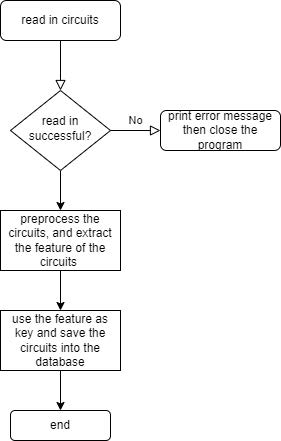 read in circuits
read in
successful?
No
print error message
then close the
program
preprocess the
circuits, and extract
the feature of the
circuits
use the feature as
key and save the
circuits into the
database
end